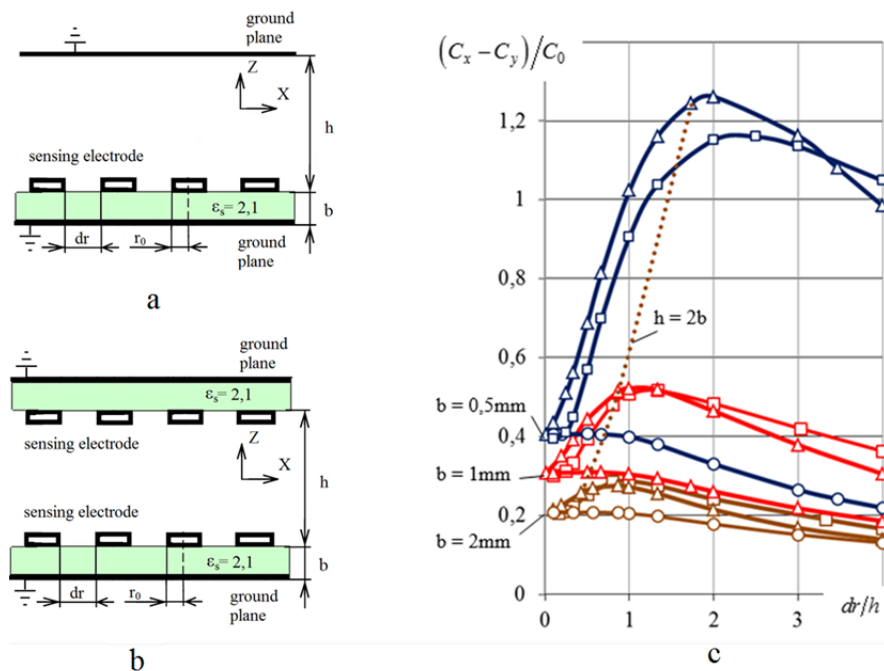 ground
plane
Z
X
h
sensing electrode
εs= 2,1
b
dr
r0
ground
plane
a
ground
plane
εs= 2,1
sensing electrode
Z
X
h
sensing electrode
εs= 2,1
b
dr
r0
ground
plane
b
(Cx − Cy)/C0
1,2
1
0,8
0,6
h = 2b
b = 0,5mm
0,4
b = 1mm
0,2
b = 2mm
0
0
1
2
3
dr/h
c